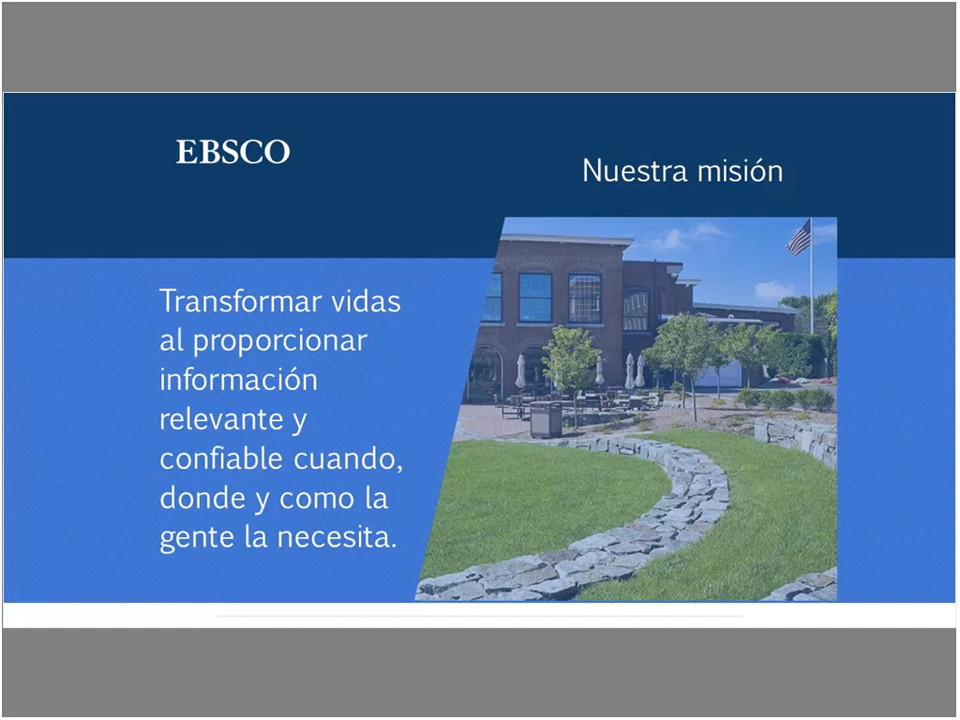 EBSCO
Nuestra misión
Transformar vidas
al proporcionar
información
relevante y
confiable cuando,
donde y como la
gente la necesita.